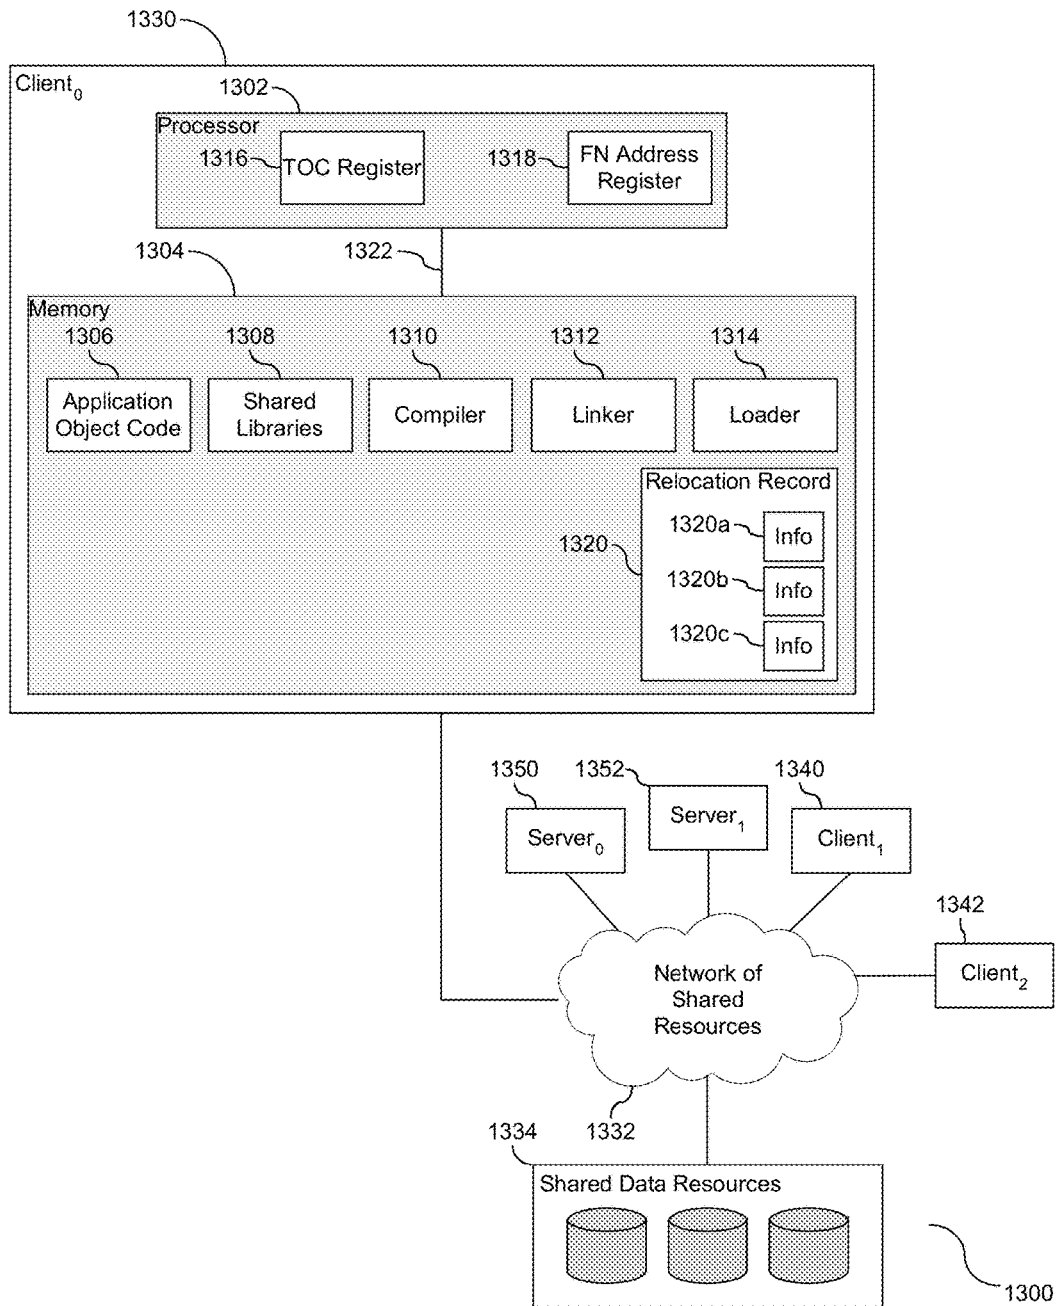 1330
Client0
1302
Processor
1316
TOC Register
1318
FN Address
Register
1304
1322
Memory
1306
1308
1310
1312
1314
Application
Object Code
Shared
Libraries
Compiler
Linker
Loader
Relocation Record
1320
1320a
Info
1320b
Info
1320c
Info
1350
1352
1340
Server0
Server1
Client1
1342
Client2
Network of
Shared
Resources
1332
1334
Shared Data Resources
1300